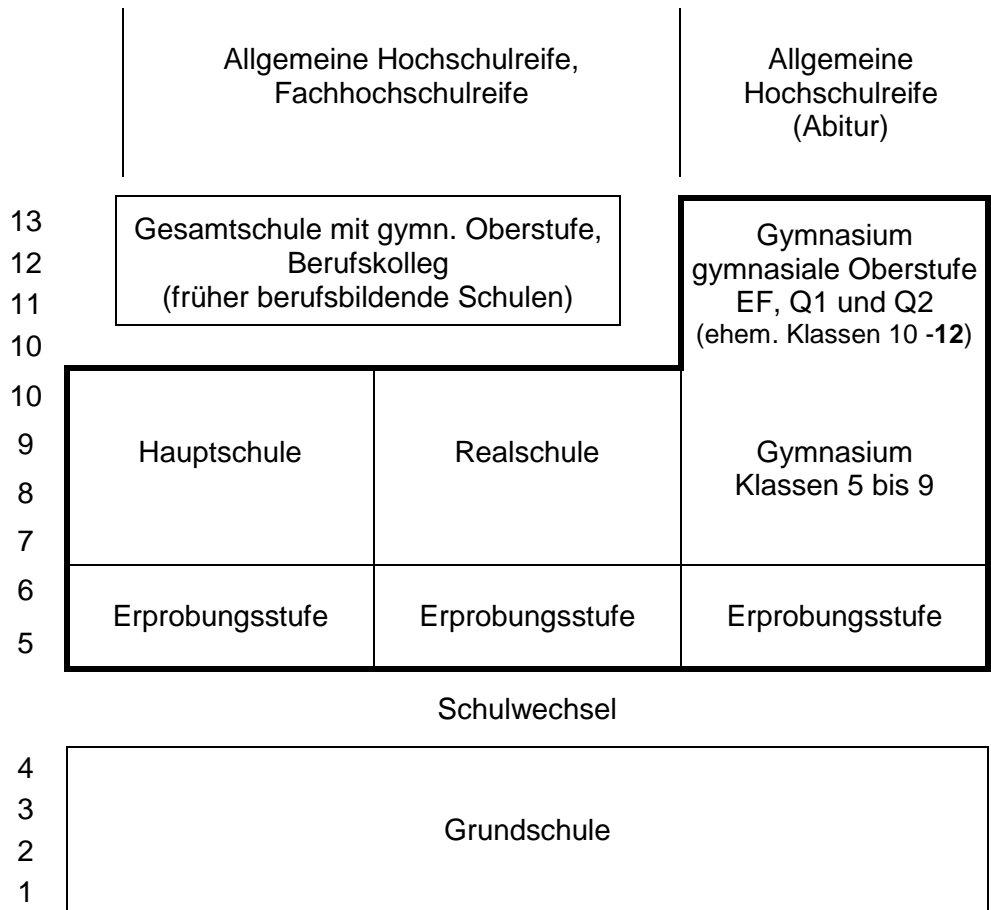 Allgemeine Hochschulreife,
Fachhochschulreife
Allgemeine
Hochschulreife
(Abitur)
13
12
11
10
Gesamtschule mit gymn. Oberstufe,
Berufskolleg
(früher berufsbildende Schulen)
Gymnasium
gymnasiale Oberstufe
EF, Q1 und Q2
(ehem. Klassen 10 -12)
10
9
8
7
Hauptschule
Realschule
Gymnasium
Klassen 5 bis 9
6
5
Erprobungsstufe
Erprobungsstufe
Erprobungsstufe
Schulwechsel
4
3
2
1
Grundschule